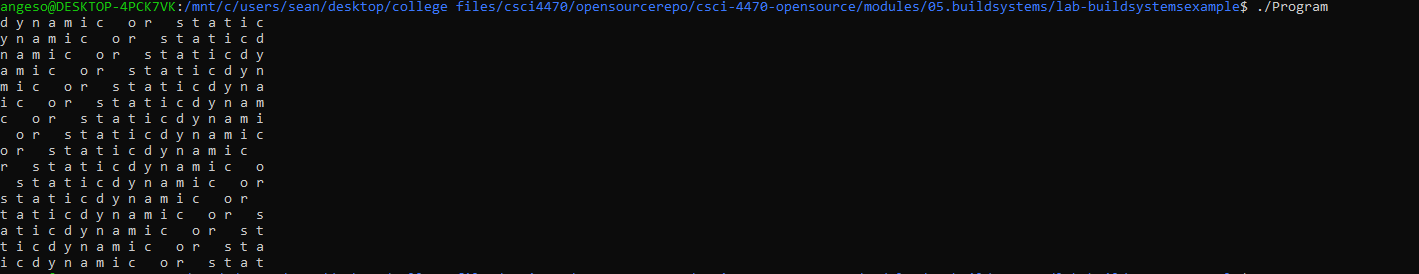 angeso@DESKTOP-4PCK7VK:/mnt/c/users/sean/desktop/college files/csci4470/opensourcerepo/csci-4470-opensource/modules/05.buildsystems/lab-buildsystemsexample$ ./Program
d y n a m i c   o r   s t a t i c
y n a m i c   o r   s t a t i c d
n a m i c   o r   s t a t i c d y
a m i c   o r   s t a t i c d y n
m i c   o r   s t a t i c d y n a
i c   o r   s t a t i c d y n a m
c   o r   s t a t i c d y n a m i
  o r   s t a t i c d y n a m i c
o r   s t a t i c d y n a m i c
r   s t a t i c d y n a m i c   o
  s t a t i c d y n a m i c   o r
s t a t i c d y n a m i c   o r
t a t i c d y n a m i c   o r   s
a t i c d y n a m i c   o r   s t
t i c d y n a m i c   o r   s t a
i c d y n a m i c   o r   s t a t